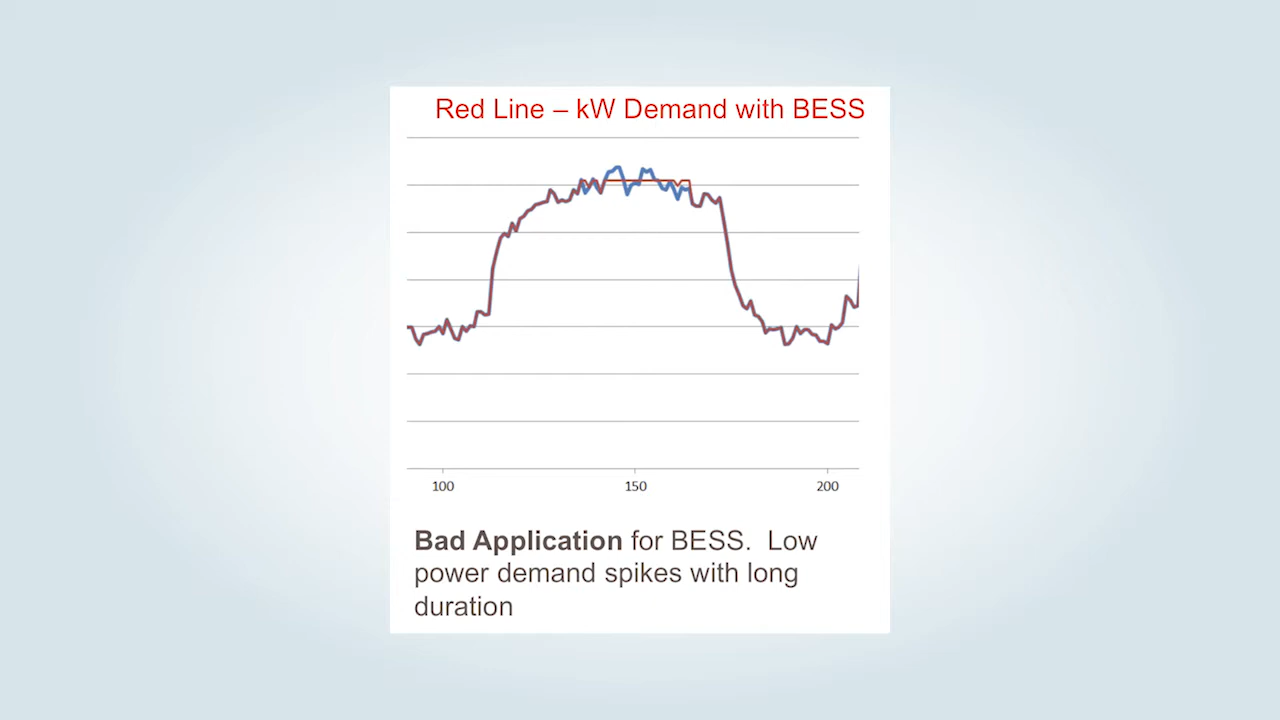 Red Line – kW Demand with BESS
100 150 200
Bad Application for BESS.  Low
power demand spikes with long
duration